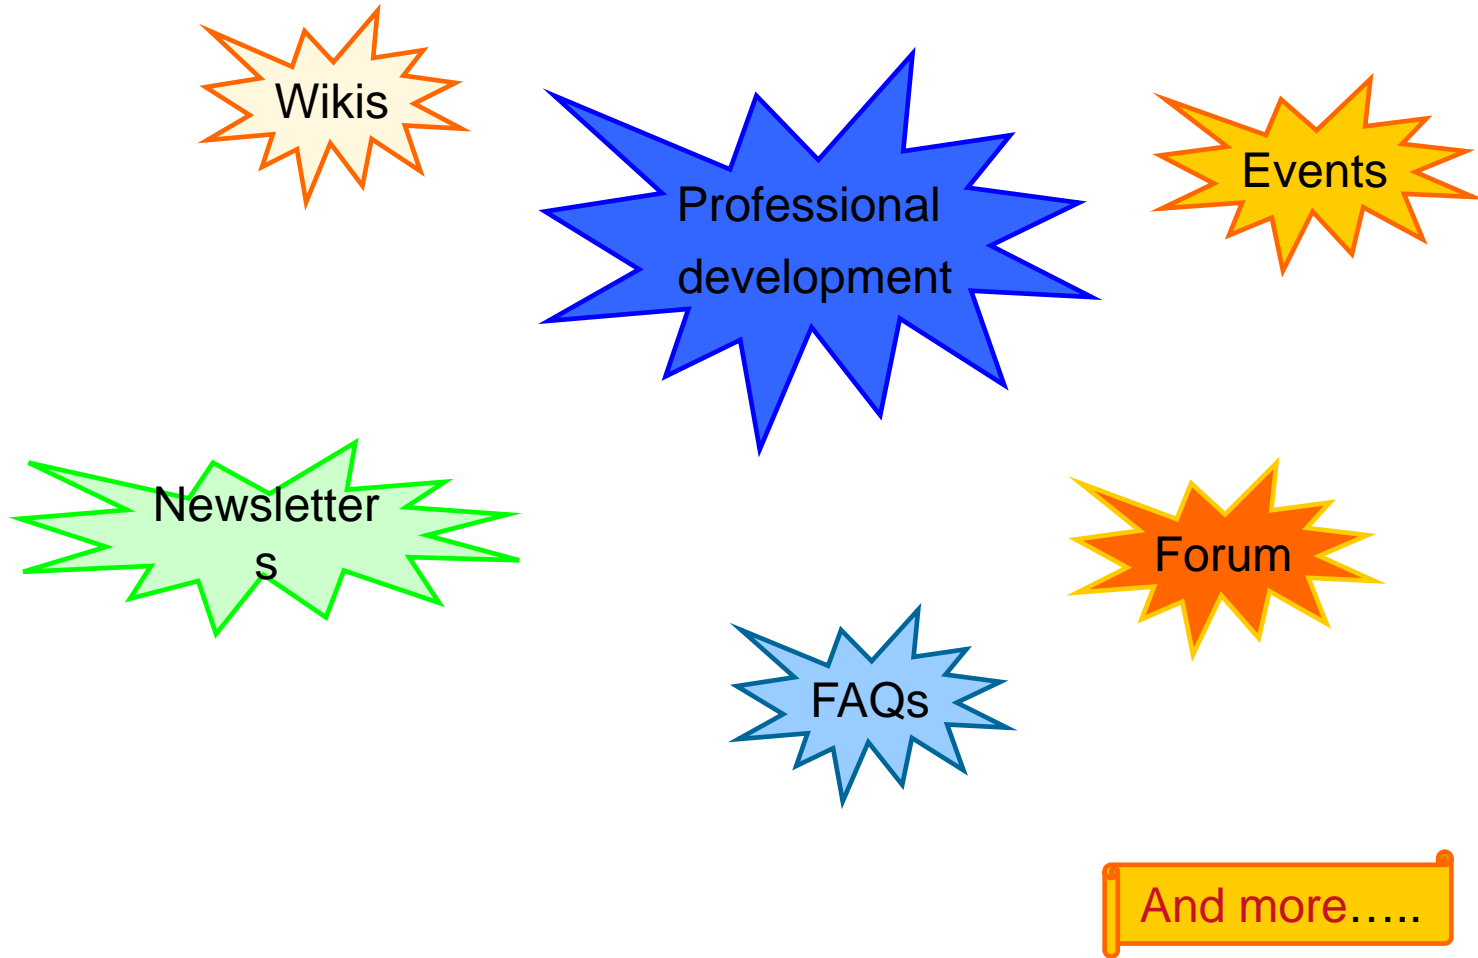 Wikis
Professional
development
Events
Newsletter
s
Forum
FAQs
And more…..